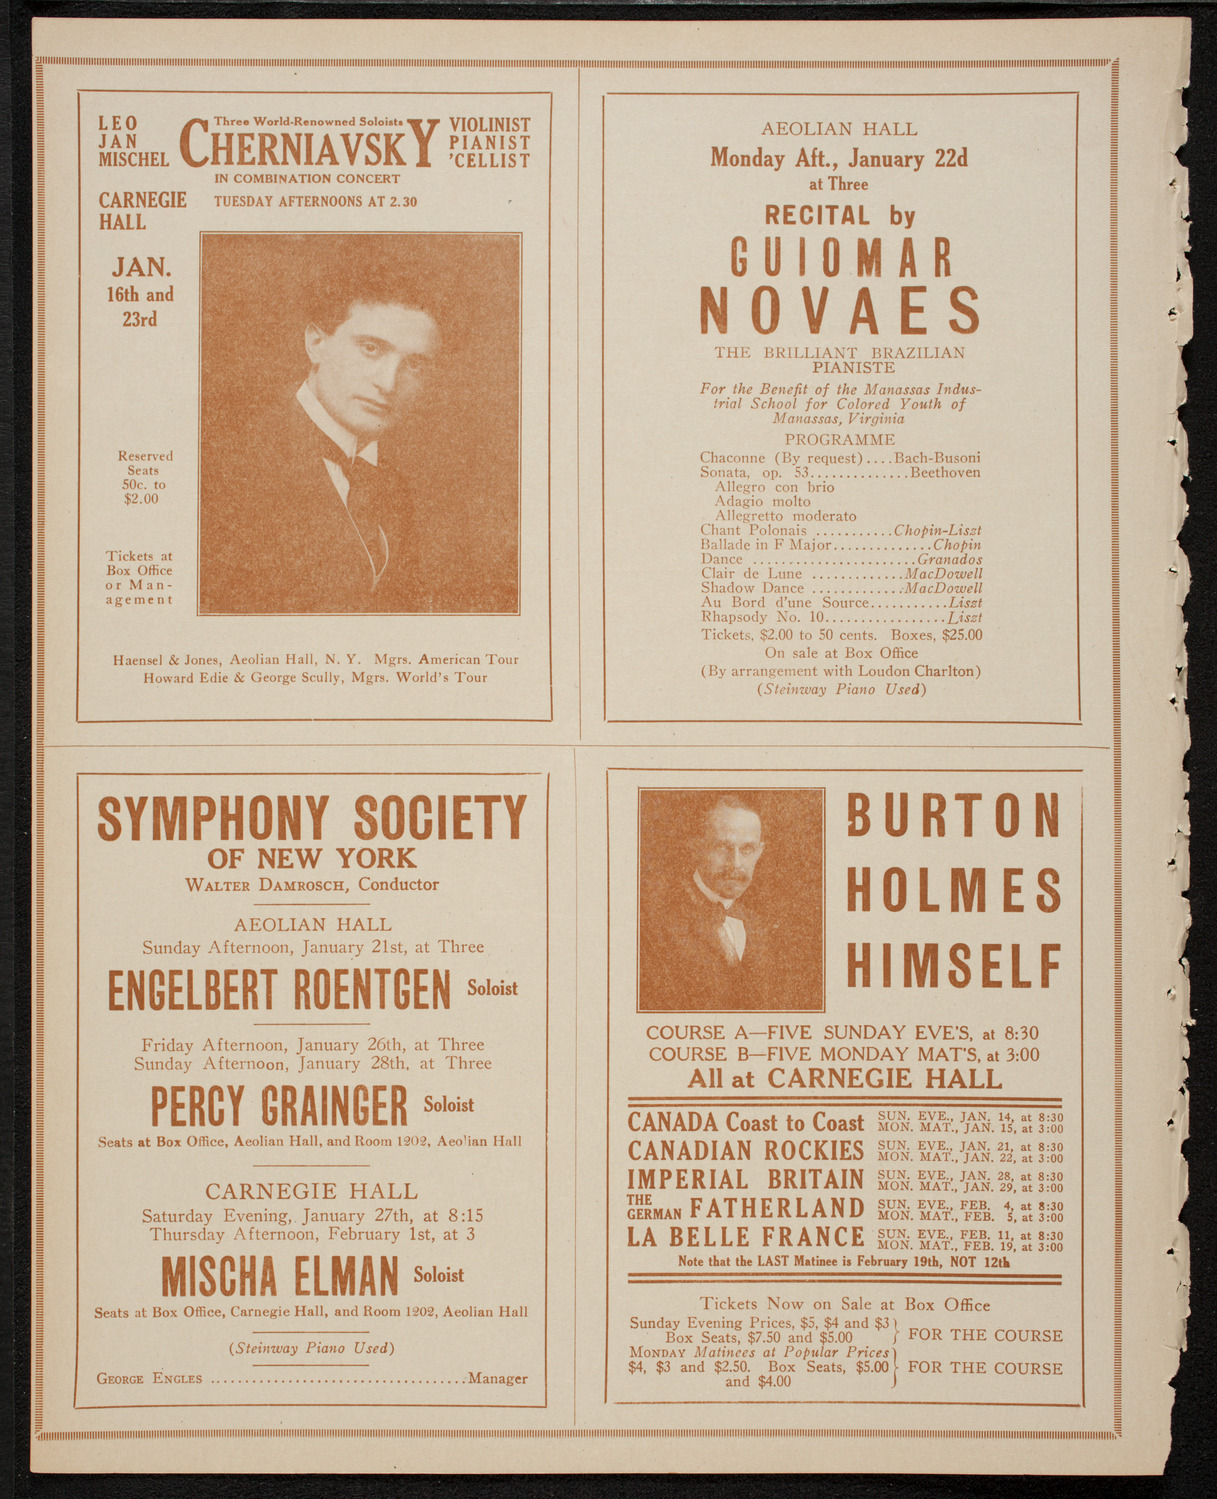 LEO
JAN
MISCHEL
Three World-Renowned Soloists
CHERNIAVSKY
VIOLINIST
PIANIST
'CELLIST
IN COMBINATION CONCERT
CARNEGIE
HALL
TUESDAY AFTERNOONS AT 2.30
JAN.
16th and
23rd
Reserved
Seats
50c. to
$2.00
Tickets at
Box Office
or Man-
agement
Haensel & Jones, Aeolian Hall, N. Y. Mgrs. American Tour
Howard Edie & George Scully, Mgrs. World's Tour
AEOLIAN HALL
Monday Aft., January 22d
at Three
RECITAL by
GUIOMAR
NOVAES
THE BRILLIANT BRAZILIAN
PIANISTE
For the Benefit of the Manassas Indus-
trial School for Colored Youth of
Manassas, Virginia
PROGRAMME
Chaconne (By request)....Bach-Busoni
Sonata, op. 53..............Beethoven
Allegro con brio
Adagio molto
Allegretto moderato
Chant Polonais ...........Chopin-Liszt
Ballade in F Major..............Chopin
Dance .......................Granados
Clair de Lune .............MacDowell
Shadow Dance .............MacDowell
Au Bord d'une Source...........Liszt
Rhapsody No. 10.................Liszt
Tickets, $2.00 to 50 cents. Boxes, $25.00
On sale at Box Office
(By arrangement with Loudon Charlton)
(Steinway Piano Used)
SYMPHONY SOCIETY
OF NEW YORK
WALTER DAMROSCH, Conductor
AEOLIAN HALL
Sunday Afternoon, January 21st, at Three
ENGELBERT ROENTGEN Soloist
Friday Afternoon, January 26th, at Three
Sunday Afternoon, January 28th, at Three
PERCY GRAINGER Soloist
Seats at Box Office, Aeolian Hall, and Room 1202, Aeolian Hall
CARNEGIE HALL
Saturday Evening, January 27th, at 8:15
Thursday Afternoon, February 1st, at 3
MISCHA ELMAN Soloist
Seats at Box Office, Carnegie Hall, and Room 1202, Aeolian Hall
(Steinway Piano Used)
GEORGE ENGLES .....................................Manager
BURTON
HOLMES
HIMSELF
COURSE A—FIVE SUNDAY EVE'S, at 8:30
COURSE B—FIVE MONDAY MAT'S, at 3:00
All at CARNEGIE HALL
CANADA Coast to Coast SUN. EVE., JAN. 14, at 8:30
MON. MAT., JAN. 15, at 3:00
CANADIAN ROCKIES SUN. EVE., JAN. 21, at 8:30
MON. MAT., JAN. 22, at 3:00
IMPERIAL BRITAIN SUN. EVE., JAN. 28, at 8:30
MON. MAT., JAN. 29, at 3:00
THE GERMAN FATHERLAND SUN. EVE., FEB. 4, at 8:30
MON. MAT., FEB. 5, at 3:00
LA BELLE FRANCE SUN. EVE., FEB. 11, at 8:30
MON. MAT., FEB. 19, at 3:00
Note that the LAST Matinee is February 19th, NOT 12th
Tickets Now on Sale at Box Office
Sunday Evening Prices, $5, $4 and $3
Box Seats, $7.50 and $5.00
FOR THE COURSE
MONDAY Matinees at Popular Prices
$4, $3 and $2.50. Box Seats, $5.00
and $4.00
FOR THE COURSE